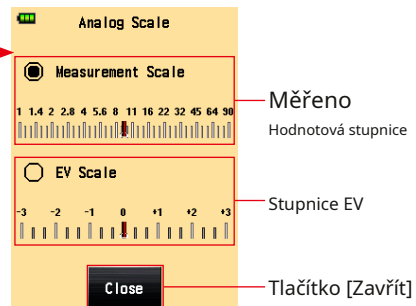 Analog Scale
Measurement Scale
1 1.4 2 2.8 4 5.6 8 11 16 22 32 45 64 90
Měřeno
Hodnotová stupnice
EV Scale
-3 -2 -1 0 +1 +2 +3
Stupnice EV
Close
Tlačítko [Zavřít]